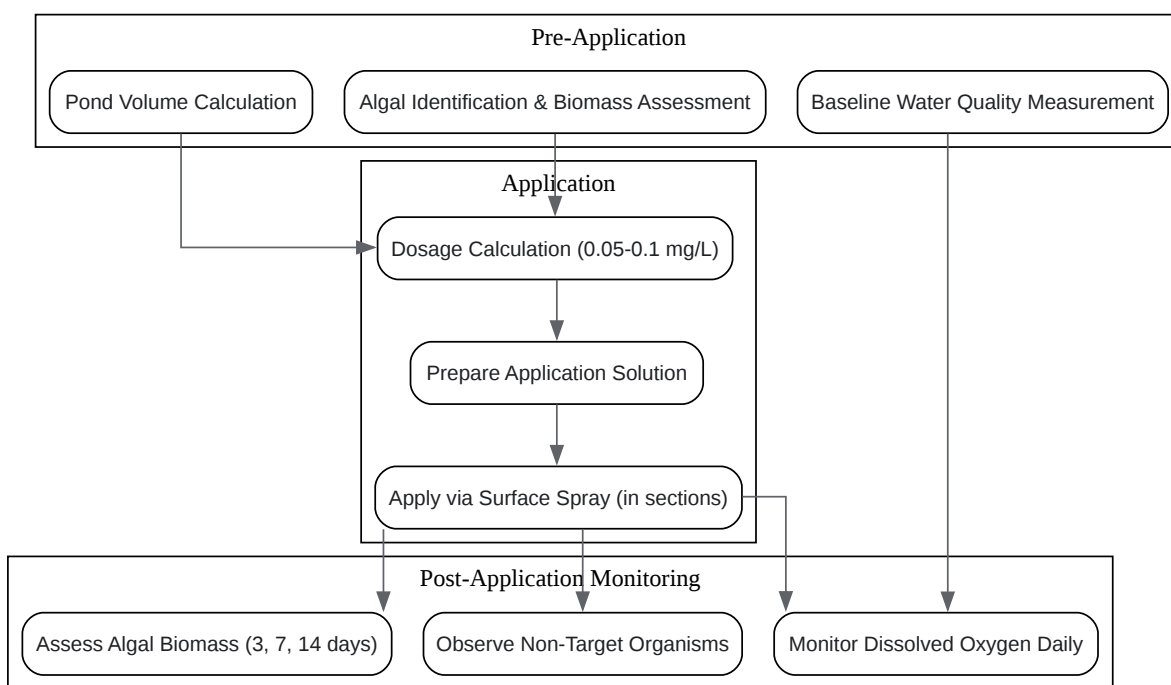 Pre-Application
Pond Volume Calculation
Algal Identification & Biomass Assessment
Baseline Water Quality Measurement
Application
Dosage Calculation (0.05-0.1 mg/L)
Prepare Application Solution
Apply via Surface Spray (in sections)
Post-Application Monitoring
Assess Algal Biomass (3, 7, 14 days)
Observe Non-Target Organisms
Monitor Dissolved Oxygen Daily